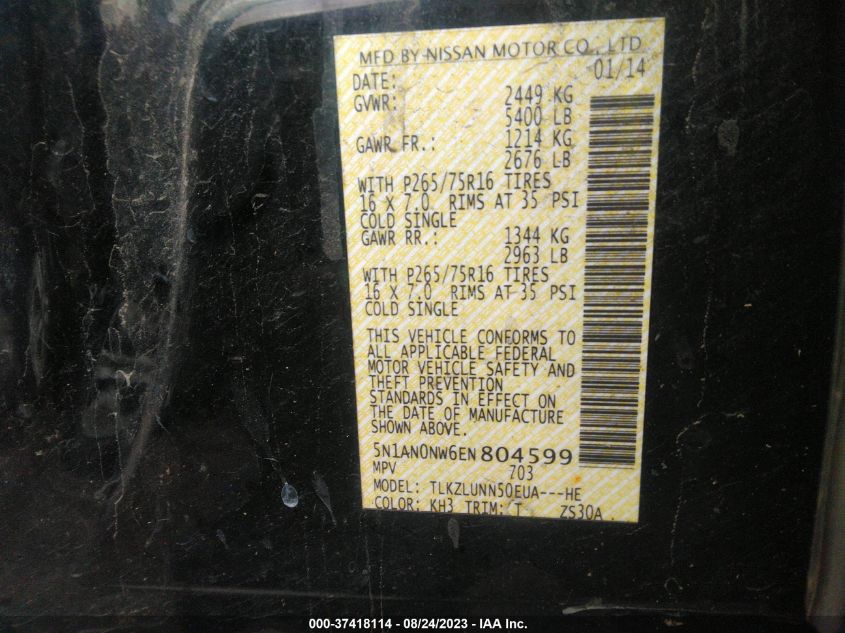 MFD BY NISSAN MOTOR CO., LTD
DATE: 01/14
GVWR: 2449 KG
5400 LB
GAWR FR.: 1214 KG
2676 LB
WITH P265/75R16 TIRES
16 X 7.0 RIMS AT 35 PSI
COLD SINGLE
GAWR RR.: 1344 KG
2963 LB
WITH P265/75R16 TIRES
16 X 7.0 RIMS AT 35 PSI
COLD SINGLE
THIS VEHICLE CONFORMS TO
ALL APPLICABLE FEDERAL
MOTOR VEHICLE SAFETY AND
THEFT PREVENTION
STANDARDS IN EFFECT ON
THE DATE OF MANUFACTURE
SHOWN ABOVE.
5N1AN0NW6EN804599
MPV 703
MODEL: TLKZLUNN50EUA---HE
COLOR: KH3 TRIM: T ZS30A
000-37418114 - 08/24/2023 - IAA Inc.